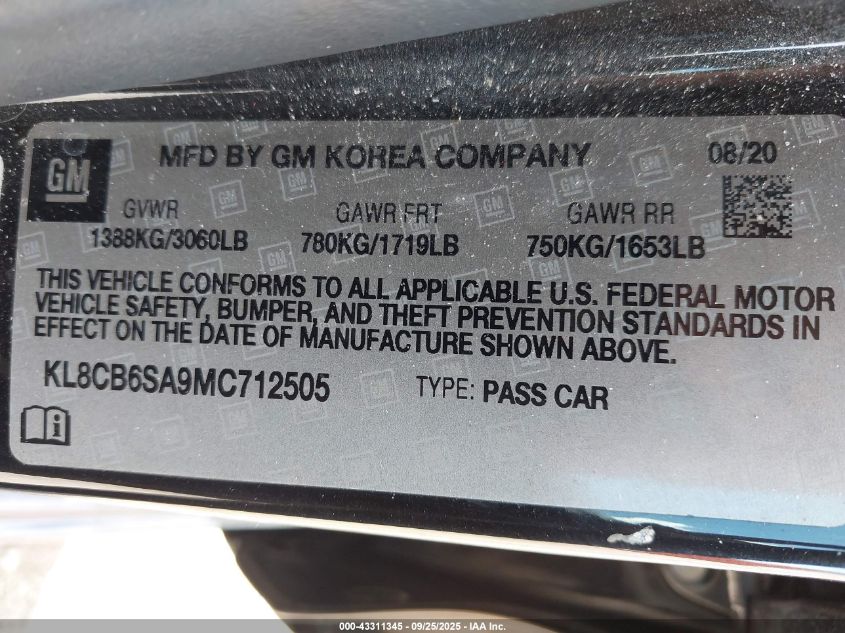 GM MFD BY GM KOREA COMPANY 08/20
GVWR GAWR FRT GAWR RR
1388KG/3060LB 780KG/1719LB 750KG/1653LB
THIS VEHICLE CONFORMS TO ALL APPLICABLE U.S. FEDERAL MOTOR
VEHICLE SAFETY, BUMPER, AND THEFT PREVENTION STANDARDS IN
EFFECT ON THE DATE OF MANUFACTURE SHOWN ABOVE.
KL8CB6SA9MC712505 TYPE: PASS CAR
000-43311345 - 09/25/2025 - IAA Inc.